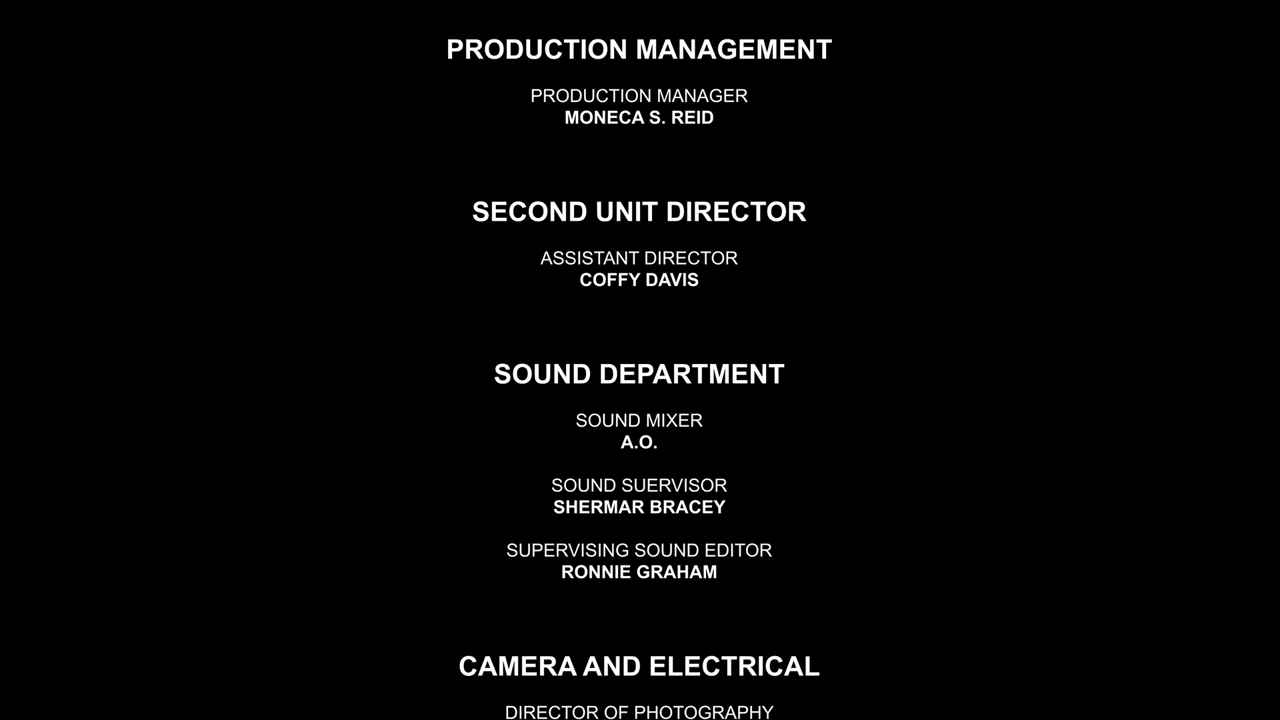 PRODUCTION MANAGEMENT
PRODUCTION MANAGER
MONECA S. REID
SECOND UNIT DIRECTOR
ASSISTANT DIRECTOR
COFFY DAVIS
SOUND DEPARTMENT
SOUND MIXER
A.O.
SOUND SUERVISOR
SHERMAR BRACEY
SUPERVISING SOUND EDITOR
RONNIE GRAHAM
CAMERA AND ELECTRICAL
DIRECTOR OF PHOTOGRAPHY